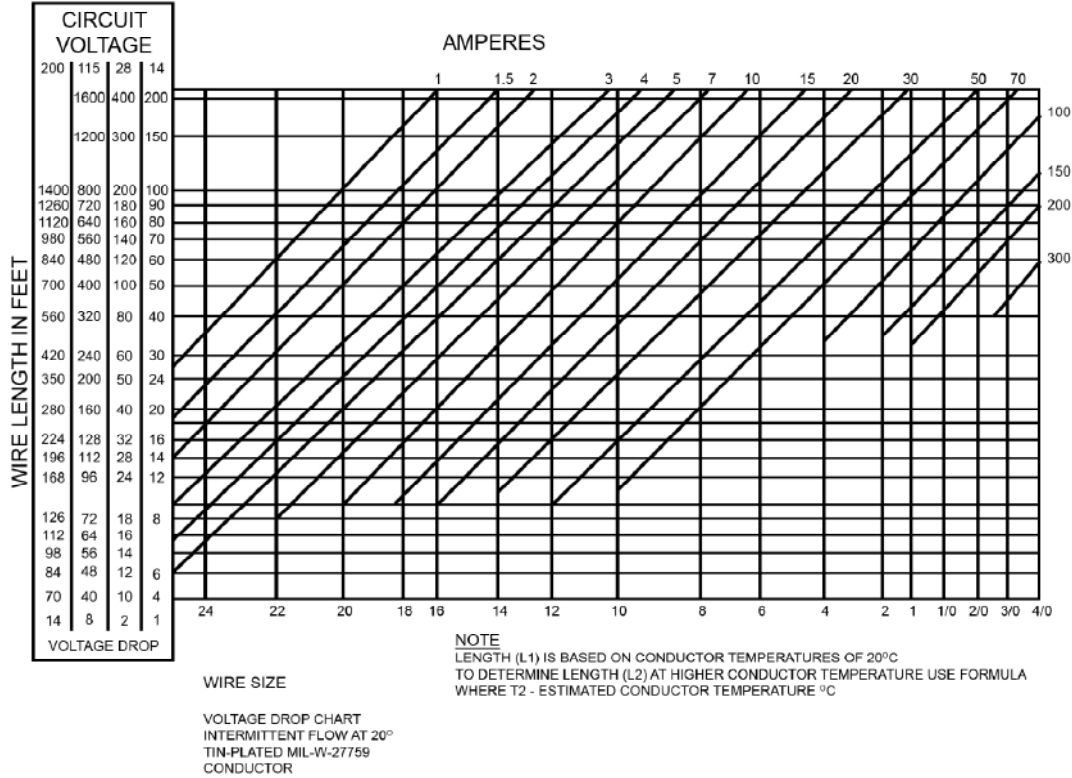 CIRCUIT
VOLTAGE
200 115 28 14
AMPERES
1 1.5 2 3 4 5 7 10 15 20 30 50 70
100
150
200
300
WIRE LENGTH IN FEET
1600 400 200
1200 300 150
1400 800 200 100
1260 720 180 90
1120 640 160 80
980 560 140 70
840 480 120 60
700 400 100 50
560 320 80 40
420 240 60 30
350 200 50 24
280 160 40 20
224 128 32 16
196 112 28 14
168 96 24 12
126 72 18 8
112 64 16
98 56 14
84 48 12 6
70 40 10 4
14 8 2 1
VOLTAGE DROP
24 22 20 18 16 14 12 10 8 6 4 2 1 1/0 2/0 3/0 4/0
WIRE SIZE
NOTE
LENGTH (L1) IS BASED ON CONDUCTOR TEMPERATURES OF 20°C
TO DETERMINE LENGTH (L2) AT HIGHER CONDUCTOR TEMPERATURE USE FORMULA
WHERE T2 - ESTIMATED CONDUCTOR TEMPERATURE °C
VOLTAGE DROP CHART
INTERMITTENT FLOW AT 20°
TIN-PLATED MIL-W-27759
CONDUCTOR